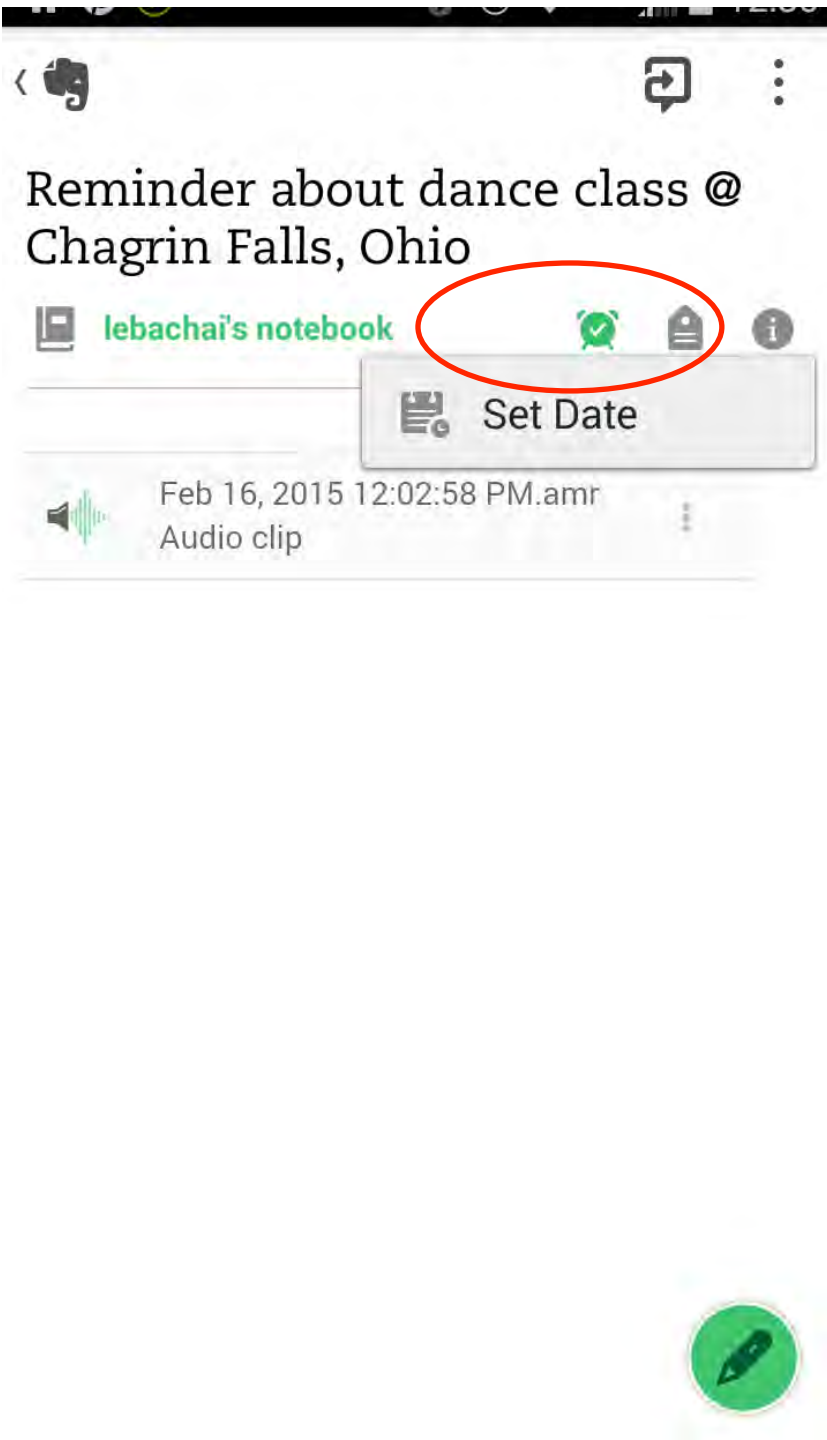 Reminder about dance class @
Chagrin Falls, Ohio
lebachai's notebook
Set Date
Feb 16, 2015 12:02:58 PM.amr
Audio clip